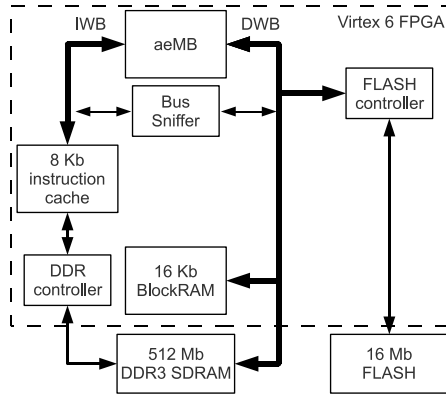 IWB
aeMB
DWB
Virtex 6 FPGA
Bus
Sniffer
FLASH
controller
8 Kb
instruction
cache
DDR
controller
16 Kb
BlockRAM
512 Mb
DDR3 SDRAM
16 Mb
FLASH